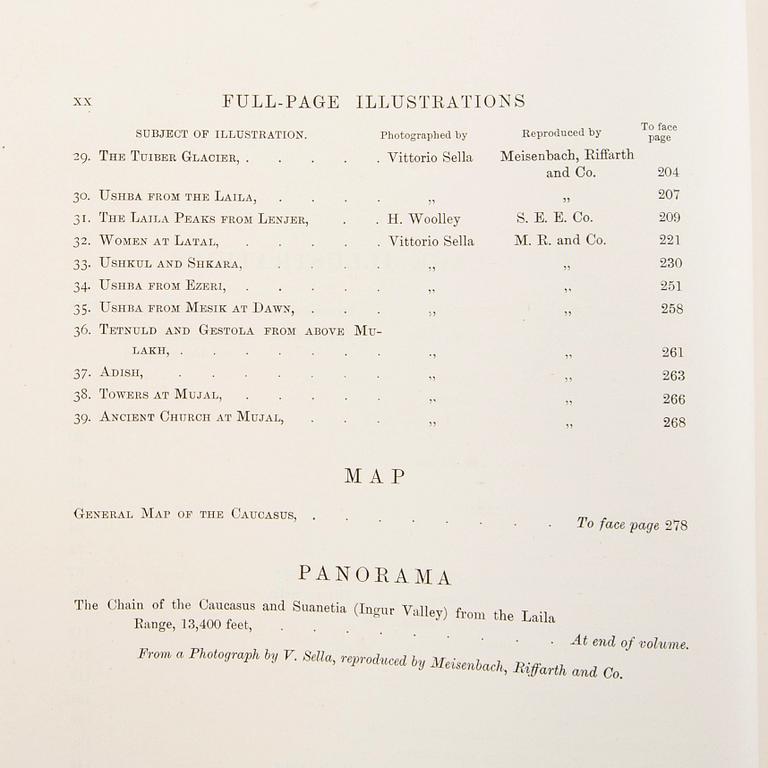 xx FULL-PAGE ILLUSTRATIONS
SUBJECT OF ILLUSTRATION. Photographed by Reproduced by To face page
29. The Tuiber Glacier, . . . . . Vittorio Sella Meisenbach, Riffarth
and Co. 204
30. Ushba from the Laila, . . . . „ „ 207
31. The Laila Peaks from Lenjer, . . H. Woolley S. E. E. Co. 209
32. Women at Latal, . . . . . Vittorio Sella M. R. and Co. 221
33. Ushkul and Shkara, . . . . „ „ 230
34. Ushba from Ezeri, . . . . . „ „ 251
35. Ushba from Mesik at Dawn, . . . „ „ 258
36. Tetnuld and Gestola from above Mu-
lakh, . . . . . . . „ „ 261
37. Adish, . . . . . . . „ „ 263
38. Towers at Mujal, . . . . . „ „ 266
39. Ancient Church at Mujal, . . . „ „ 268
MAP
General Map of the Caucasus, . . . . . . . . To face page 278
PANORAMA
The Chain of the Caucasus and Suanetia (Ingur Valley) from the Laila
Range, 13,400 feet, . . . . . . . . . At end of volume.
From a Photograph by V. Sella, reproduced by Meisenbach, Riffarth and Co.